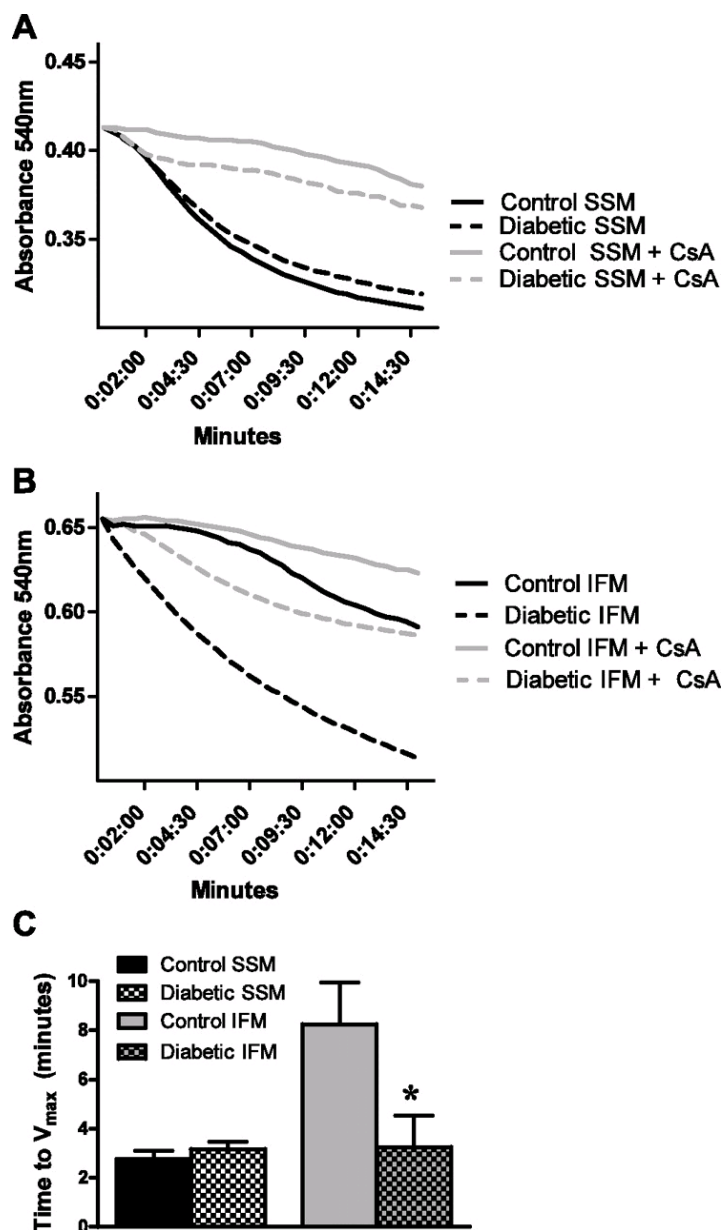 A
Absorbance 540nm
0.45
0.40
0.35
0:02:00
0:04:30
0:07:00
0:09:30
0:12:00
0:14:30
Minutes
Control SSM
Diabetic SSM
Control SSM + CsA
Diabetic SSM + CsA
B
Absorbance 540nm
0.65
0.60
0.55
0:02:00
0:04:30
0:07:00
0:09:30
0:12:00
0:14:30
Minutes
Control IFM
Diabetic IFM
Control IFM + CsA
Diabetic IFM + CsA
C
Time to Vmax (minutes)
10
8
6
4
2
0
Control SSM
Diabetic SSM
Control IFM
Diabetic IFM
*